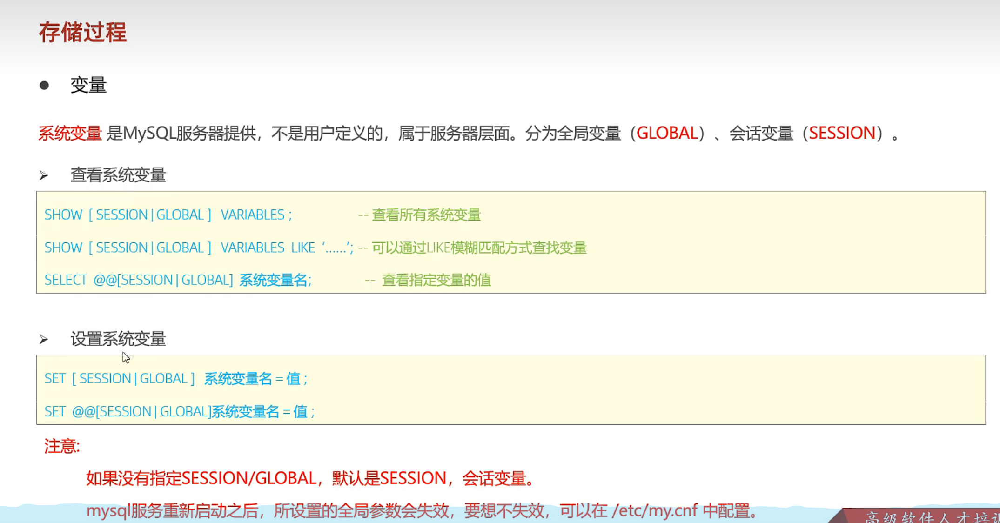 存储过程
● 变量
系统变量 是MySQL服务器提供，不是用户定义的，属于服务器层面。分为全局变量（GLOBAL）、会话变量（SESSION）。
➢ 查看系统变量
SHOW [ SESSION | GLOBAL ] VARIABLES ; -- 查看所有系统变量
SHOW [ SESSION | GLOBAL ] VARIABLES LIKE ‘......’; -- 可以通过LIKE模糊匹配方式查找变量
SELECT @@[SESSION | GLOBAL] 系统变量名; -- 查看指定变量的值
➢ 设置系统变量
SET [ SESSION | GLOBAL ] 系统变量名 = 值 ;
SET @@[SESSION | GLOBAL]系统变量名 = 值 ;
注意:
如果没有指定SESSION/GLOBAL，默认是SESSION，会话变量。
mysql服务重新启动之后，所设置的全局参数会失效，要想不失效，可以在 /etc/my.cnf 中配置。
高级软件人才培训